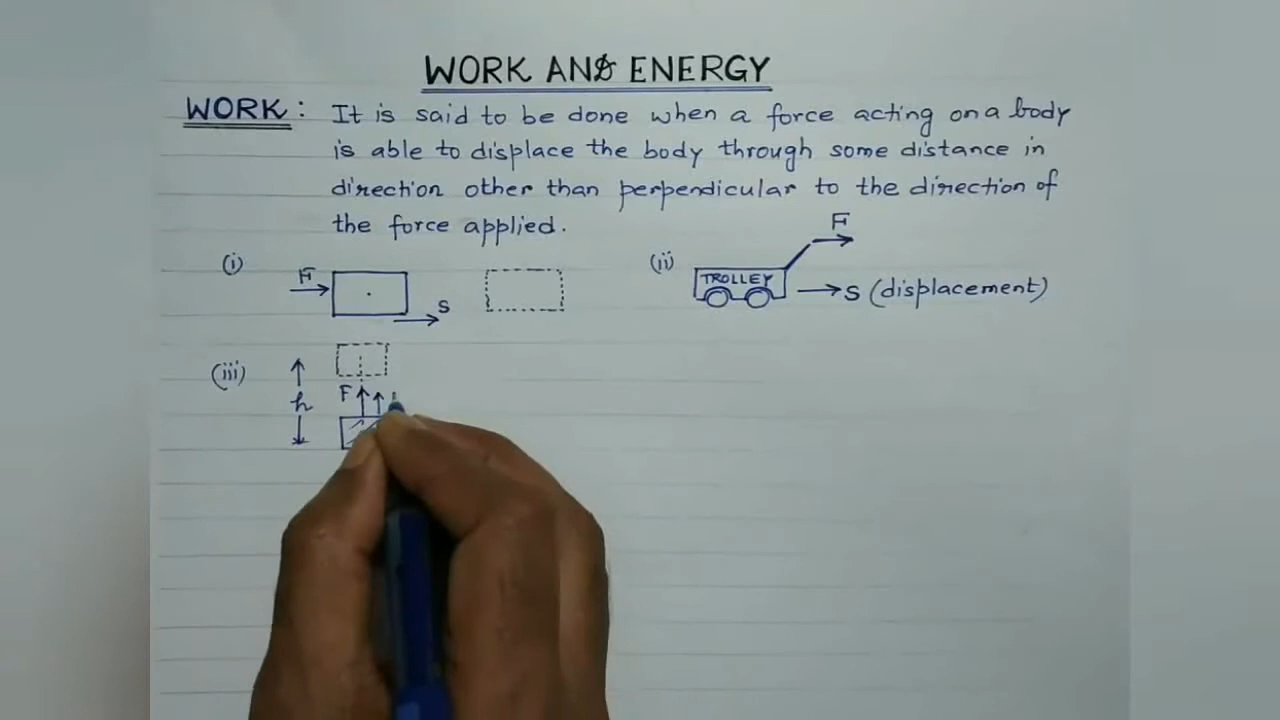 WORK AND ENERGY
WORK: It is said to be done when a force acting on a body
is able to displace the body through some distance in
direction other than perpendicular to the direction of
the force applied.
(i) F S
(ii) F TROLLEY S (displacement)
(iii) h F